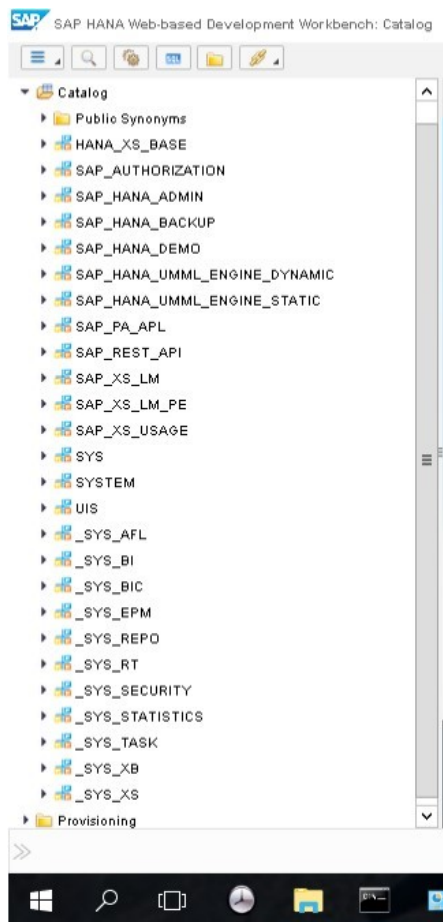 SAP SAP HANA Web-based Development Workbench: Catalog
SQL
Catalog
Public Synonyms
HANA_XS_BASE
SAP_AUTHORIZATION
SAP_HANA_ADMIN
SAP_HANA_BACKUP
SAP_HANA_DEMO
SAP_HANA_UMML_ENGINE_DYNAMIC
SAP_HANA_UMML_ENGINE_STATIC
SAP_PA_APL
SAP_REST_API
SAP_XS_LM
SAP_XS_LM_PE
SAP_XS_USAGE
SYS
SYSTEM
UIS
_SYS_AFL
_SYS_BI
_SYS_BIC
_SYS_EPM
_SYS_REPO
_SYS_RT
_SYS_SECURITY
_SYS_STATISTICS
_SYS_TASK
_SYS_XB
_SYS_XS
Provisioning